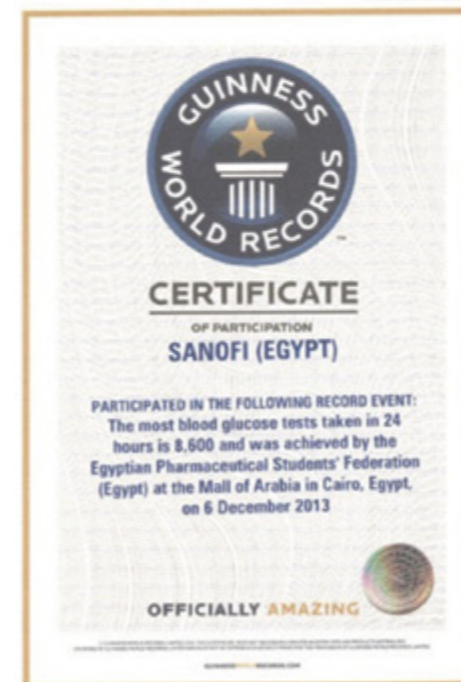 GUINNESS
WORLD RECORDS
CERTIFICATE
OF PARTICIPATION
SANOFI (EGYPT)
PARTICIPATED IN THE FOLLOWING RECORD EVENT:
The most blood glucose tests taken in 24
hours is 8,600 and was achieved by the
Egyptian Pharmaceutical Students' Federation
(Egypt) at the Mall of Arabia in Cairo, Egypt,
on 6 December 2013
OFFICIALLY AMAZING
GUINNESSWORLDRECORDS.COM